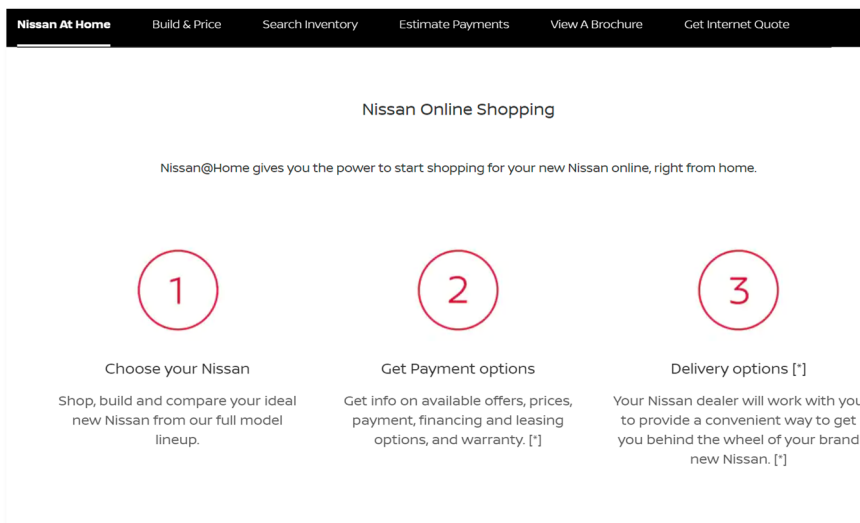 Nissan At Home Build & Price Search Inventory Estimate Payments View A Brochure Get Internet Quote
Nissan Online Shopping
Nissan@Home gives you the power to start shopping for your new Nissan online, right from home.
1
Choose your Nissan
Shop, build and compare your ideal
new Nissan from our full model
lineup.
2
Get Payment options
Get info on available offers, prices,
payment, financing and leasing
options, and warranty. [*]
3
Delivery options [*]
Your Nissan dealer will work with you
to provide a convenient way to get
you behind the wheel of your brand
new Nissan. [*]